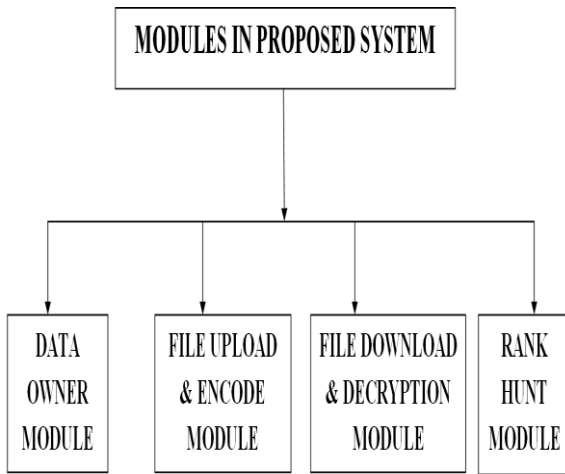 MODULES IN PROPOSED SYSTEM
DATA
OWNER
MODULE
FILE UPLOAD
& ENCODE
MODULE
FILE DOWNLOAD
& DECRYPTION
MODULE
RANK
HUNT
MODULE